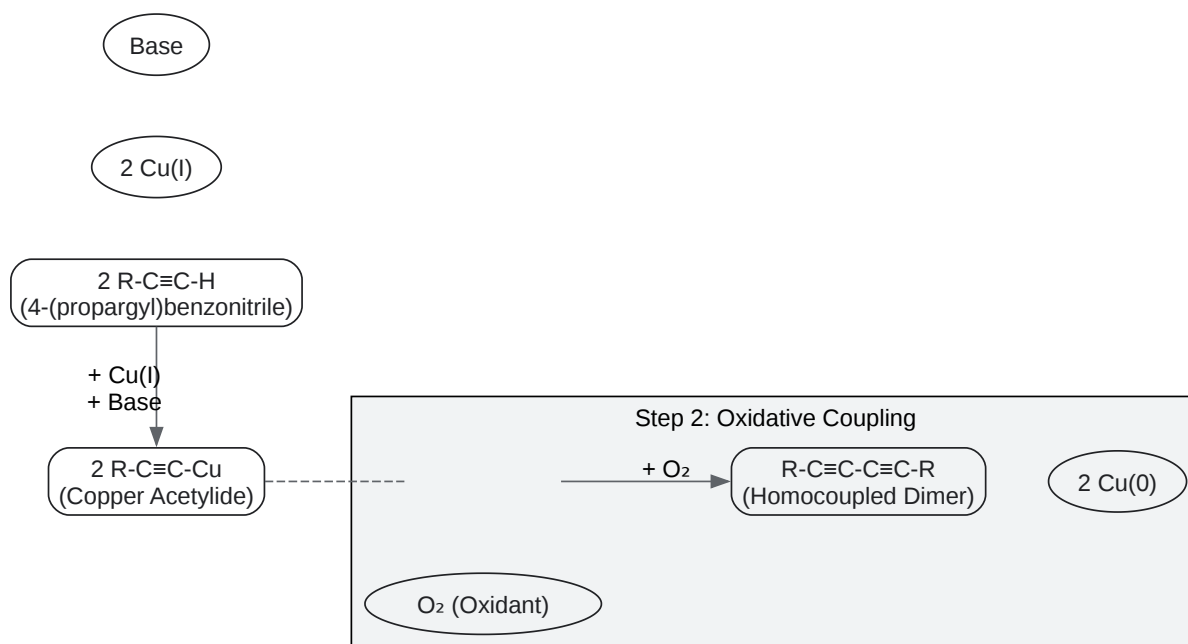 Base
2 Cu(I)
2 R-C≡C-H
(4-(propargyl)benzonitrile)
+ Cu(I)
+ Base
Step 2: Oxidative Coupling
2 R-C≡C-Cu
(Copper Acetylide)
+ O₂
R-C≡C-C≡C-R
(Homocoupled Dimer)
2 Cu(0)
O₂ (Oxidant)